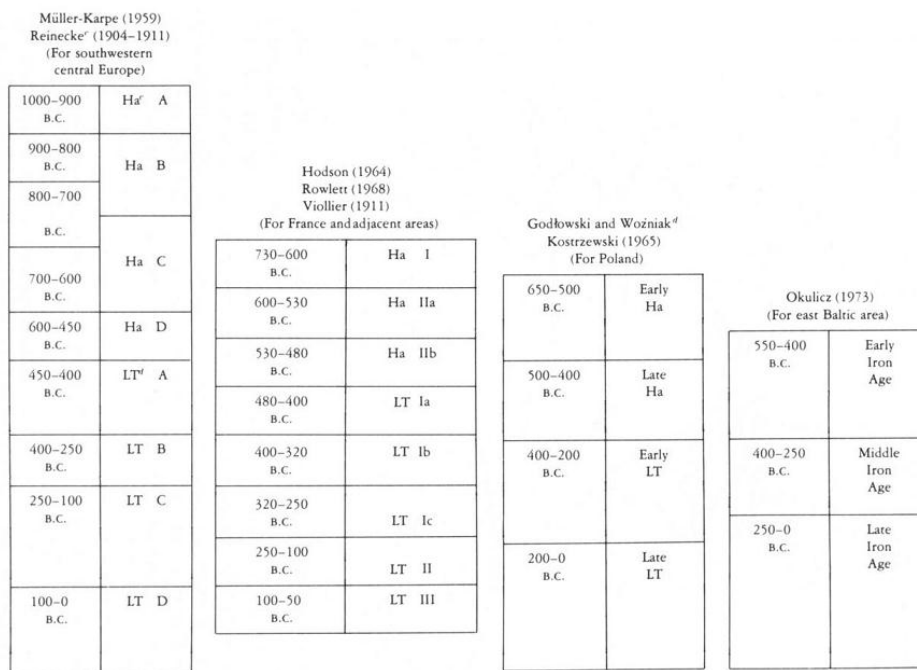 Müller-Karpe (1959)
Reinecke^c (1904–1911)
(For southwestern
central Europe)
1000–900 Ha^c A
B.C.
900–800
B.C. Ha B
800–700
B.C.
Ha C
700–600
B.C.
600–450 Ha D
B.C.
450–400 LT^d A
B.C.
400–250 LT B
B.C.
250–100 LT C
B.C.
100–0 LT D
B.C.
Hodson (1964)
Rowlett (1968)
Viollier (1911)
(For France and adjacent areas)
730–600 Ha I
B.C.
600–530 Ha IIa
B.C.
530–480 Ha IIb
B.C.
480–400 LT Ia
B.C.
400–320 LT Ib
B.C.
320–250
B.C. LT Ic
250–100
B.C. LT II
100–50 LT III
B.C.
Godłowski and Woźniak^d
Kostrzewski (1965)
(For Poland)
650–500 Early
B.C. Ha
500–400 Late
B.C. Ha
400–200 Early
B.C. LT
200–0 Late
B.C. LT
Okulicz (1973)
(For east Baltic area)
550–400 Early
B.C. Iron
Age
400–250 Middle
B.C. Iron
Age
250–0 Late
B.C. Iron
Age